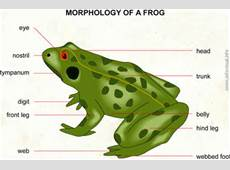 MORPHOLOGY OF A FROG
eye
nostril
tympanum
digit
front leg
web
head
trunk
belly
hind leg
webbed foot